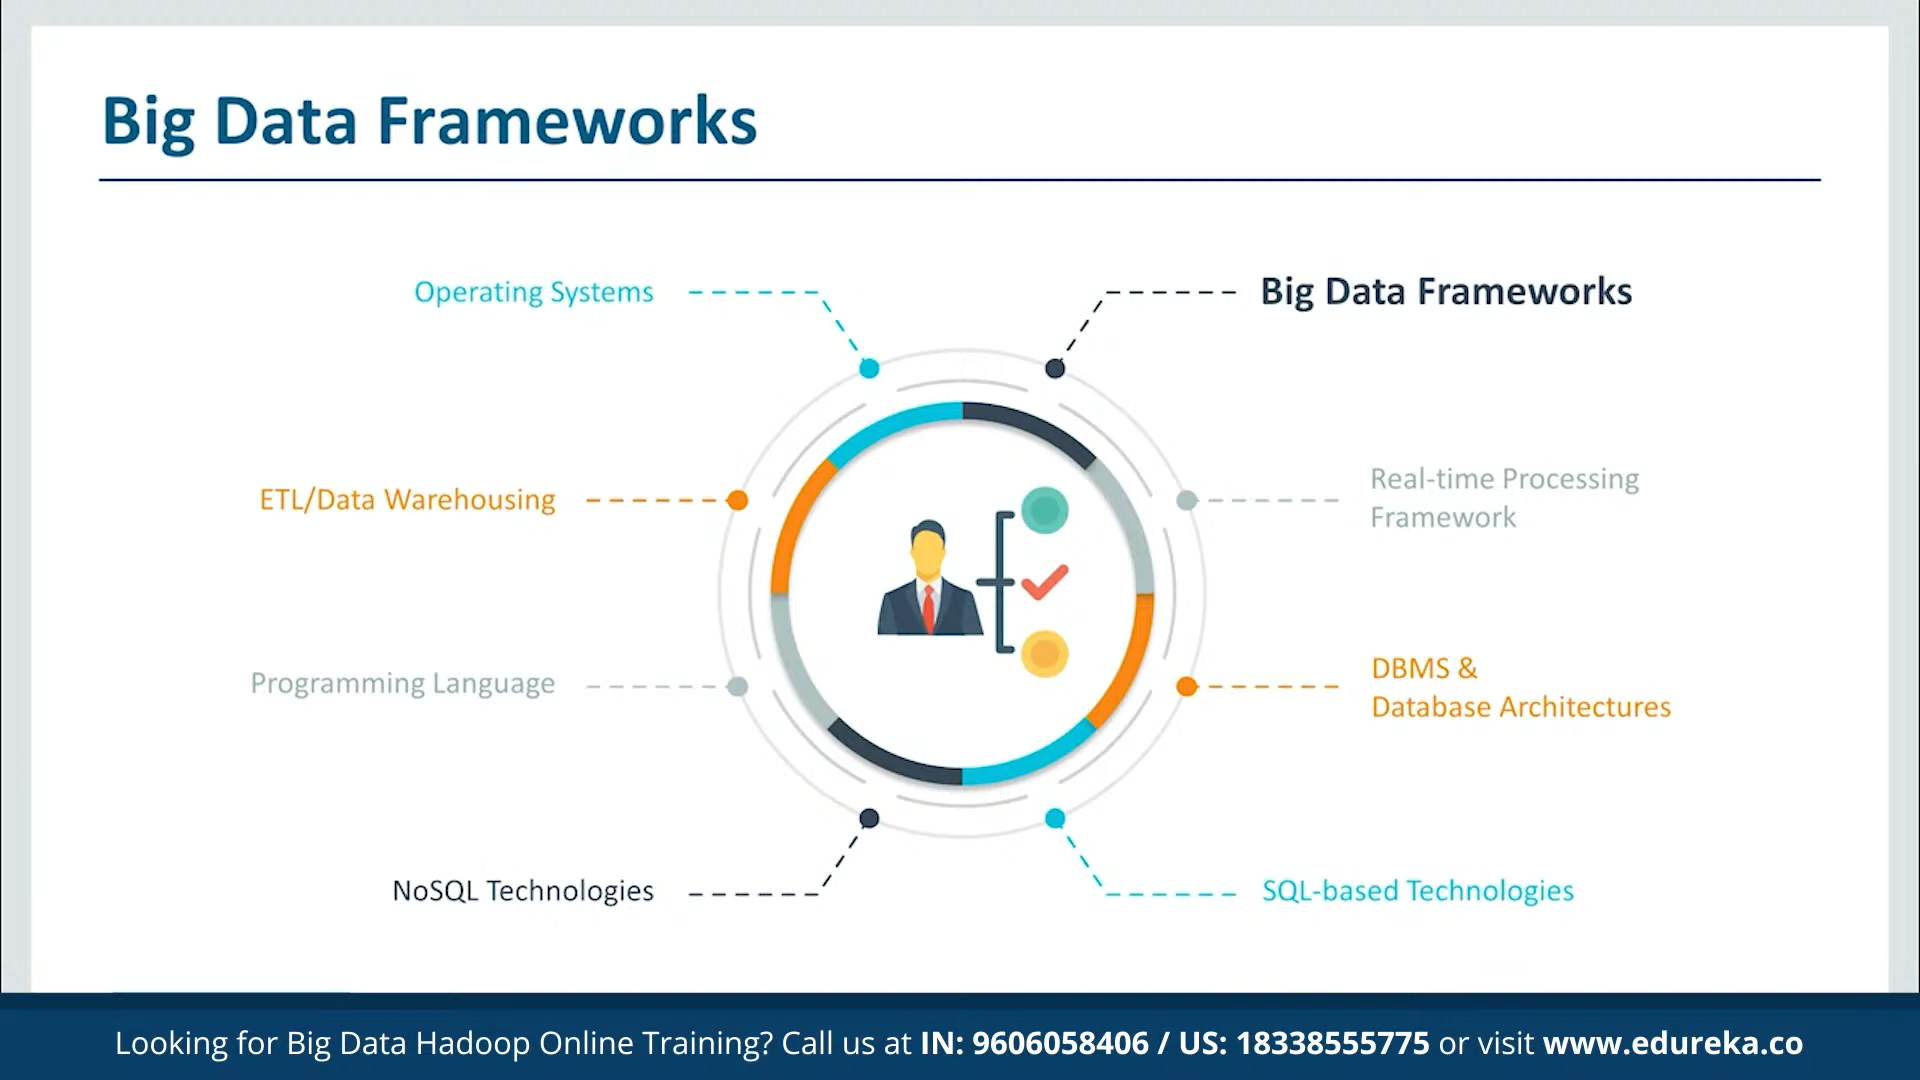 Big Data Frameworks
Operating Systems
Big Data Frameworks
ETL/Data Warehousing
Real-time Processing
Framework
Programming Language
DBMS &
Database Architectures
NoSQL Technologies
SQL-based Technologies
Looking for Big Data Hadoop Online Training? Call us at IN: 9606058406 / US: 18338555775 or visit www.edureka.co